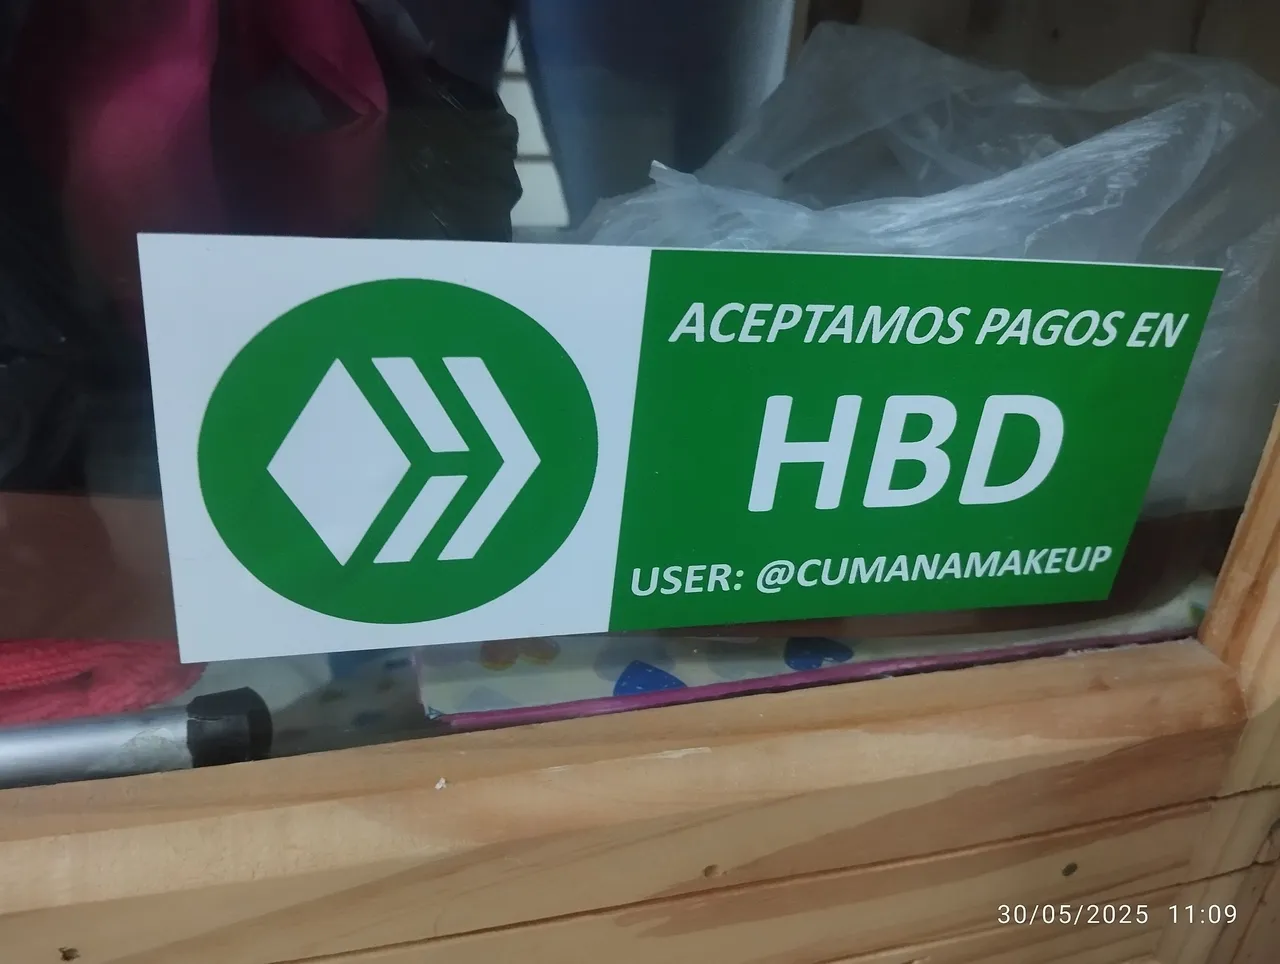 ACEPTAMOS PAGOS EN
HBD
USER: @CUMANAMAKEUP
30/05/2025 11:09